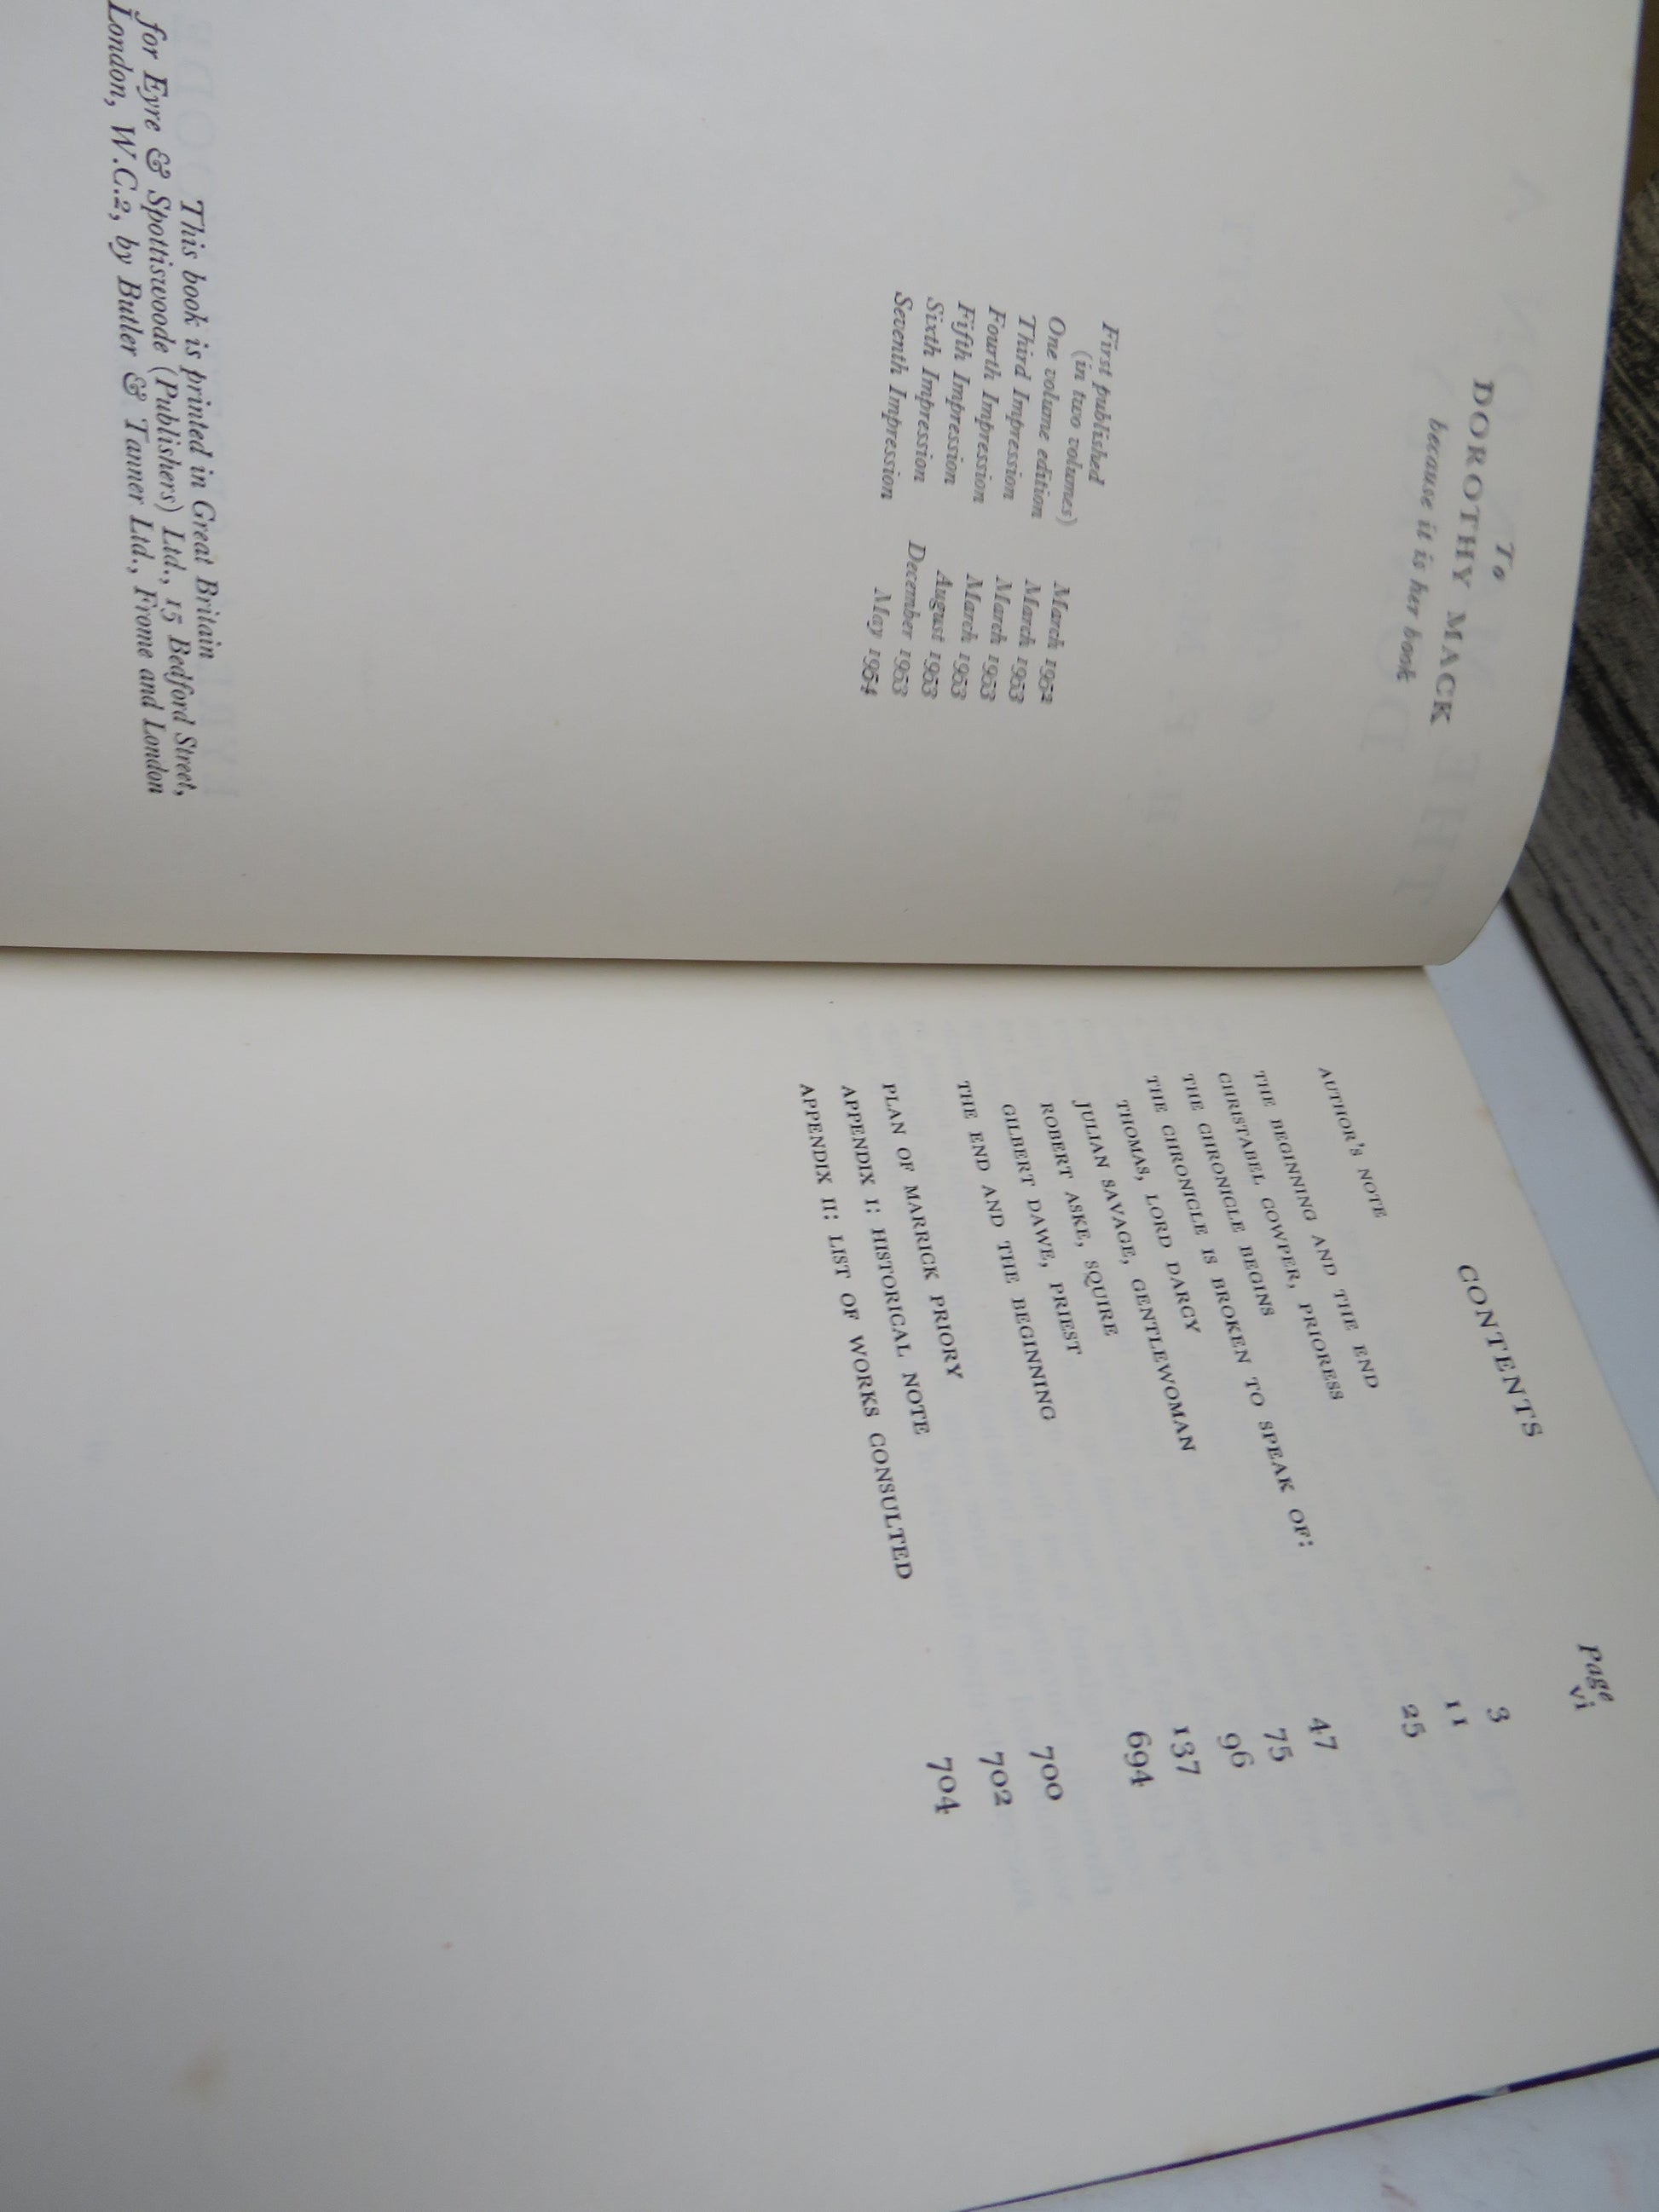 To
DOROTHY MACK
because it is her book
First published
(in two volumes) March 1952
One volume edition March 1953
Third Impression March 1953
Fourth Impression March 1953
Fifth Impression August 1953
Sixth Impression December 1953
Seventh Impression May 1954
This book is printed in Great Britain
for Eyre & Spottiswoode (Publishers) Ltd., 15 Bedford Street,
London, W.C.2, by Butler & Tanner Ltd., Frome and London
CONTENTS
Page
AUTHOR'S NOTE vi
THE BEGINNING AND THE END 3
CHRISTABEL COWPER, PRIORESS 11
THE CHRONICLE BEGINS 25
THE CHRONICLE IS BROKEN TO SPEAK OF:
THOMAS, LORD DARCY 47
JULIAN SAVAGE, GENTLEWOMAN 75
ROBERT ASKE, SQUIRE 96
GILBERT DAWE, PRIEST 137
THE END AND THE BEGINNING 694
PLAN OF MARRICK PRIORY 700
APPENDIX I: HISTORICAL NOTE 702
APPENDIX II: LIST OF WORKS CONSULTED 704